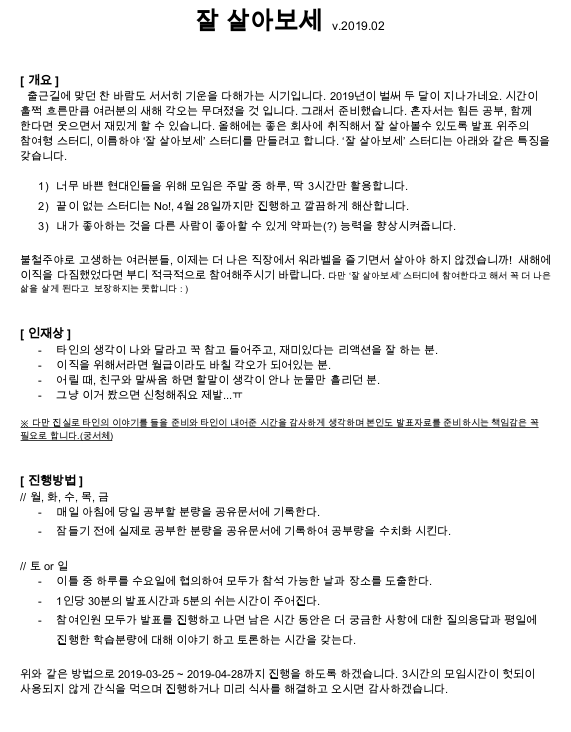 잘 살아보세 v.2019.02
[ 개요 ]
출근길에 맞던 찬 바람도 서서히 기운을 다해가는 시기입니다. 2019년이 벌써 두 달이 지나가네요. 시간이
훌쩍 흐른만큼 여러분의 새해 각오는 무뎌졌을 것 입니다. 그래서 준비했습니다. 혼자서는 힘든 공부, 함께
한다면 웃으면서 재밌게 할 수 있습니다. 올해에는 좋은 회사에 취직해서 잘 살아볼수 있도록 발표 위주의
참여형 스터디, 이름하야 '잘 살아보세' 스터디를 만들려고 합니다. '잘 살아보세' 스터디는 아래와 같은 특징을
갖습니다.
1) 너무 바쁜 현대인들을 위해 모임은 주말 중 하루, 딱 3시간만 활용합니다.
2) 끝이 없는 스터디는 No!, 4월 28일까지만 진행하고 깔끔하게 해산합니다.
3) 내가 좋아하는 것을 다른 사람이 좋아할 수 있게 약파는(?) 능력을 향상시켜줍니다.
불철주야로 고생하는 여러분들, 이제는 더 나은 직장에서 워라벨을 즐기면서 살아야 하지 않겠습니까! 새해에
이직을 다짐했었다면 부디 적극적으로 참여해주시기 바랍니다. 다만 '잘 살아보세' 스터디에 참여한다고 해서 꼭 더 나은
삶을 살게 된다고 보장하지는 못합니다 : )
[ 인재상 ]
- 타인의 생각이 나와 달라고 꾹 참고 들어주고, 재미있다는 리액션을 잘 하는 분.
- 이직을 위해서라면 월급이라도 바칠 각오가 되어있는 분.
- 어릴 때, 친구와 말싸움 하면 할말이 생각이 안나 눈물만 흘리던 분.
- 그냥 이거 봤으면 신청해줘요 제발...ㅠ
※ 다만 진실로 타인의 이야기를 들을 준비와 타인이 내어준 시간을 감사하게 생각하며 본인도 발표자료를 준비하시는 책임감은 꼭
필요로 합니다.(궁서체)
[ 진행방법 ]
// 월, 화, 수, 목, 금
- 매일 아침에 당일 공부할 분량을 공유문서에 기록한다.
- 잠들기 전에 실제로 공부한 분량을 공유문서에 기록하여 공부량을 수치화 시킨다.
// 토 or 일
- 이틀 중 하루를 수요일에 협의하여 모두가 참석 가능한 날과 장소를 도출한다.
- 1인당 30분의 발표시간과 5분의 쉬는시간이 주어진다.
- 참여인원 모두가 발표를 진행하고 나면 남은 시간 동안은 더 궁금한 사항에 대한 질의응답과 평일에
진행한 학습분량에 대해 이야기 하고 토론하는 시간을 갖는다.
위와 같은 방법으로 2019-03-25 ~ 2019-04-28까지 진행을 하도록 하겠습니다. 3시간의 모임시간이 헛되이
사용되지 않게 간식을 먹으며 진행하거나 미리 식사를 해결하고 오시면 감사하겠습니다.